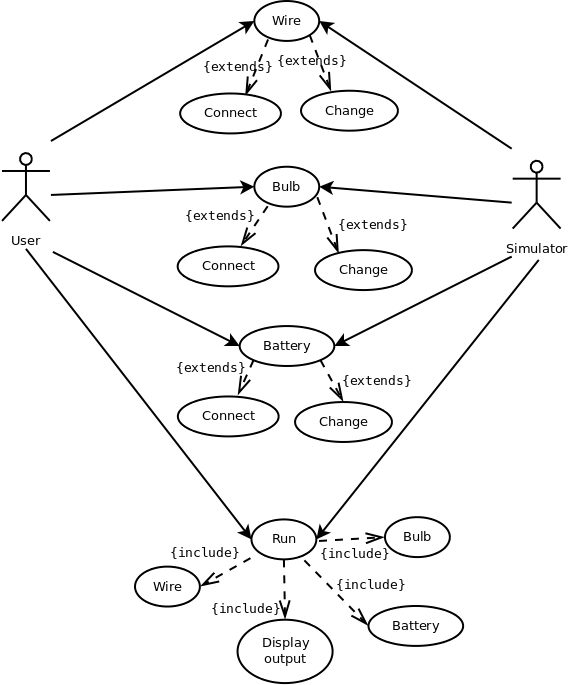 Wire
{extends}
{extends}
Connect
Change
Bulb
{extends}
{extends}
User
Simulator
Connect
Change
Battery
{extends}
{extends}
Connect
Change
Run
Bulb
{include}
{include}
Wire
{include}
{include}
Battery
Display
output